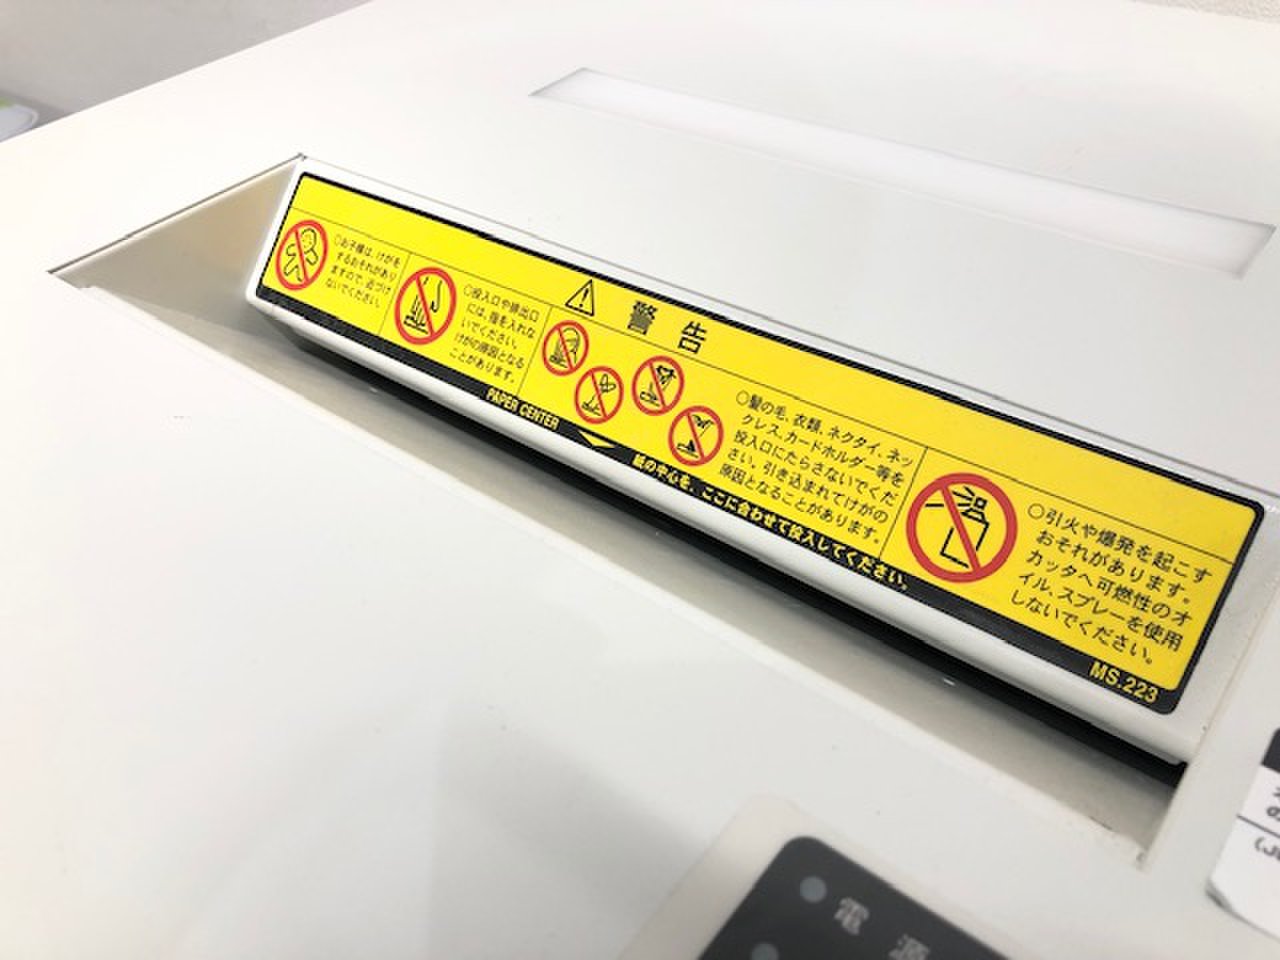 警告
○お子様は、けがを
するおそれがあり
ますので、近づけ
ないでください。
○投入口や排出口
には、指を入れな
いでください。
けがの原因となる
ことがあります。
○髪の毛、衣類、ネクタイ、ネッ
クレス、カードホルダー等を
投入口にたらさないでくだ
さい。引き込まれてけがの
原因となることがあります。
○引火や爆発を起こす
おそれがあります。
カッタへ可燃性のオ
イル、スプレーを使用
しないでください。
PAPER CENTER
紙の中心を、ここに合わせて投入してください。
MS.223
電源